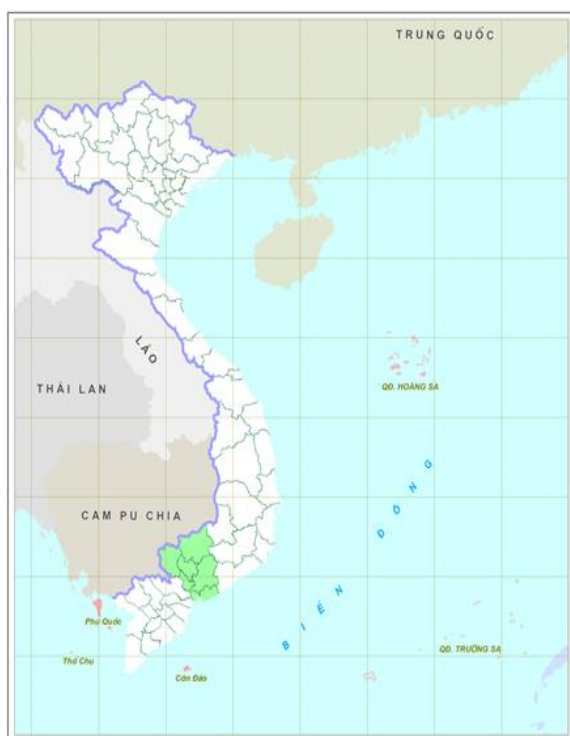 TRUNG QUỐC
LÀO
THÁI LAN
QĐ. HOÀNG SA
CAM PU CHIA
BIỂN ĐÔNG
Phú Quốc
QĐ. TRƯỜNG SA
Thổ Chu
Côn Đảo